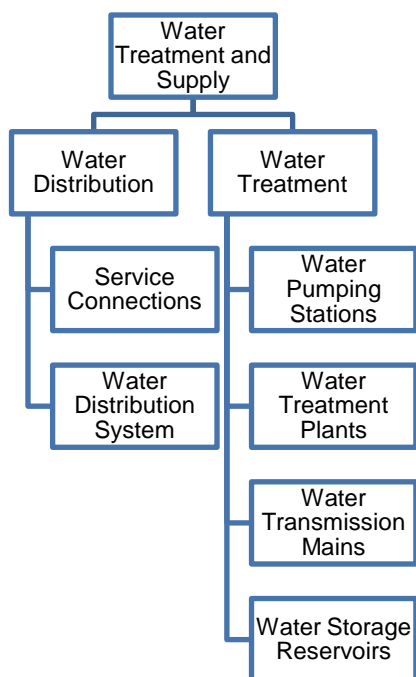 Water
Treatment and
Supply
Water
Distribution
Water
Treatment
Service
Connections
Water
Distribution
System
Water
Pumping
Stations
Water
Treatment
Plants
Water
Transmission
Mains
Water Storage
Reservoirs